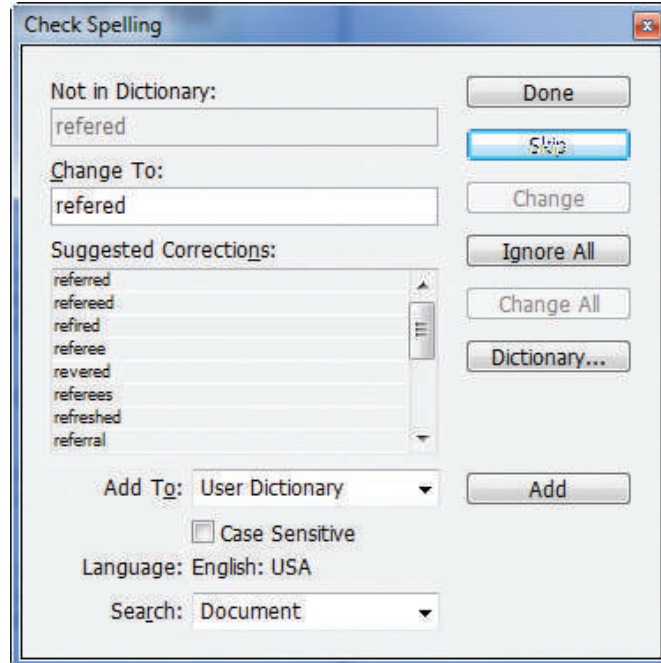 Check Spelling
Not in Dictionary:
refered
Change To:
refered
Suggested Corrections:
referred
refereed
refired
referee
revered
referees
refreshed
referral
Done
Skip
Change
Ignore All
Change All
Dictionary...
Add To: User Dictionary
Add
Case Sensitive
Language: English: USA
Search: Document